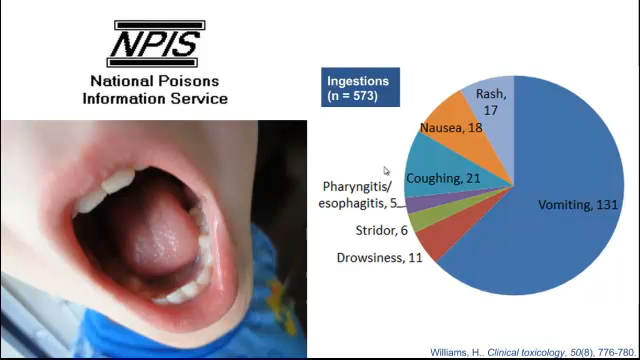 NPIS
National Poisons
Information Service
Ingestions
(n = 573)
Rash,
17
Nausea, 18
Coughing, 21
Pharyngitis/
esophagitis, 5
Stridor, 6
Drowsiness, 11
Vomiting, 131
Williams, H.. Clinical toxicology, 50(8), 776-780.